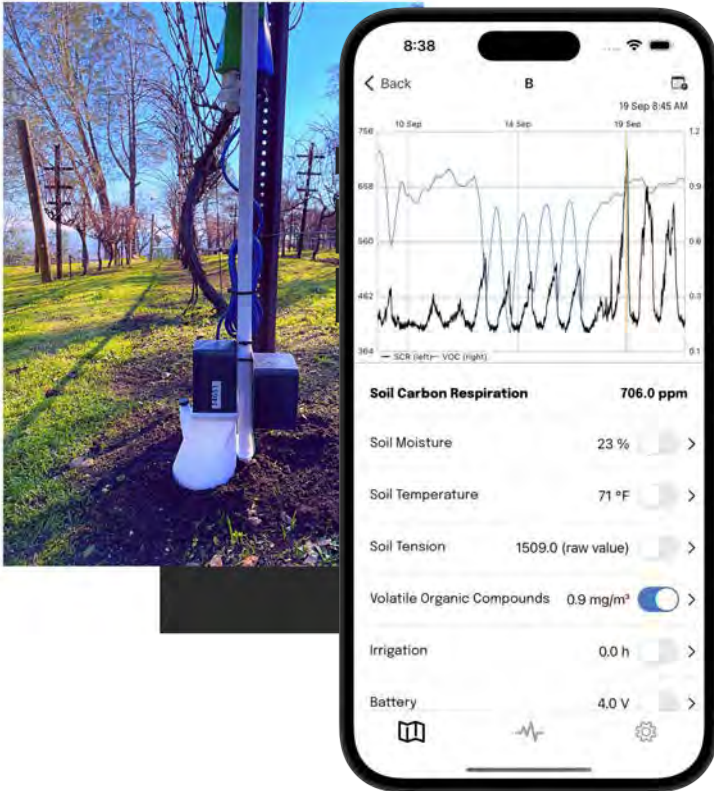 8:38
Back
B
19 Sep 8:45 AM
10 Sep
14 Sep
19 Sep
756
1.2
658
0.9
560
0.6
462
0.3
364
0.1
SCR (left) VOC (right)
Soil Carbon Respiration 706.0 ppm
Soil Moisture 23 %
Soil Temperature 71 °F
Soil Tension 1509.0 (raw value)
Volatile Organic Compounds 0.9 mg/m³
Irrigation 0.0 h
Battery 4.0 V